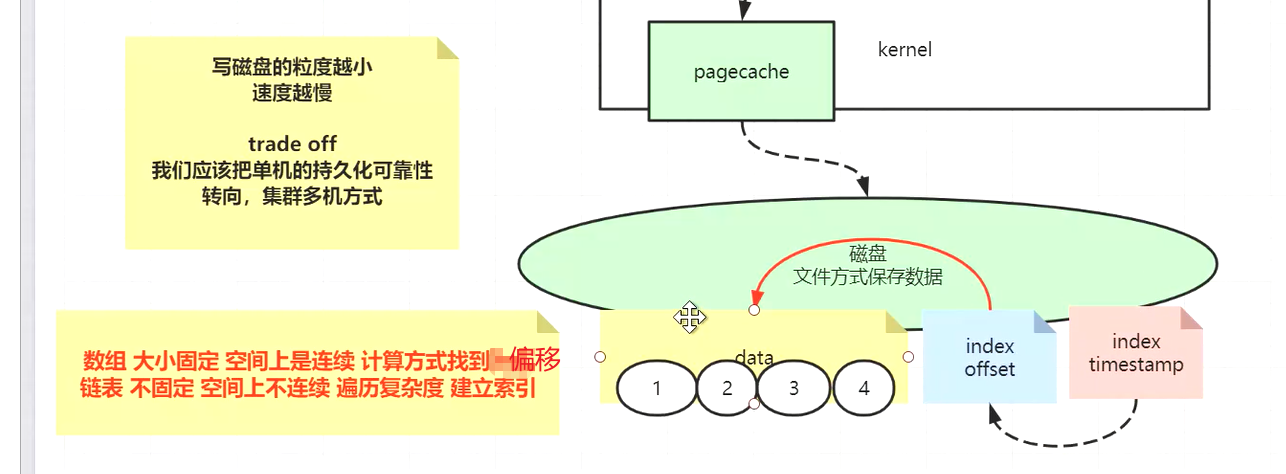 写磁盘的粒度越小
速度越慢
trade off
我们应该把单机的持久化可靠性
转向，集群多机方式
pagecache
kernel
磁盘
文件方式保存数据
数组 大小固定 空间上是连续 计算方式找到 偏移
链表 不固定 空间上不连续 遍历复杂度 建立索引
data
1
2
3
4
index
offset
index
timestamp